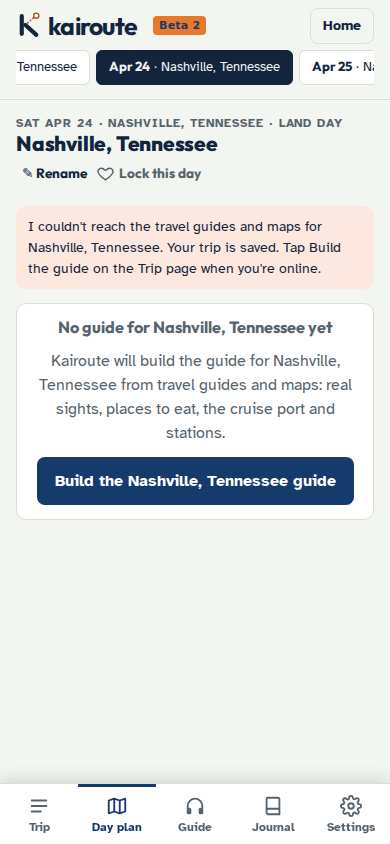 kairoute Beta 2 Home
Tennessee Apr 24 · Nashville, Tennessee Apr 25 · Na
SAT APR 24 · NASHVILLE, TENNESSEE · LAND DAY
Nashville, Tennessee
✎ Rename Lock this day
I couldn't reach the travel guides and maps for
Nashville, Tennessee. Your trip is saved. Tap Build
the guide on the Trip page when you're online.
No guide for Nashville, Tennessee yet
Kairoute will build the guide for Nashville,
Tennessee from travel guides and maps: real
sights, places to eat, the cruise port and
stations.
Build the Nashville, Tennessee guide
Trip Day plan Guide Journal Settings